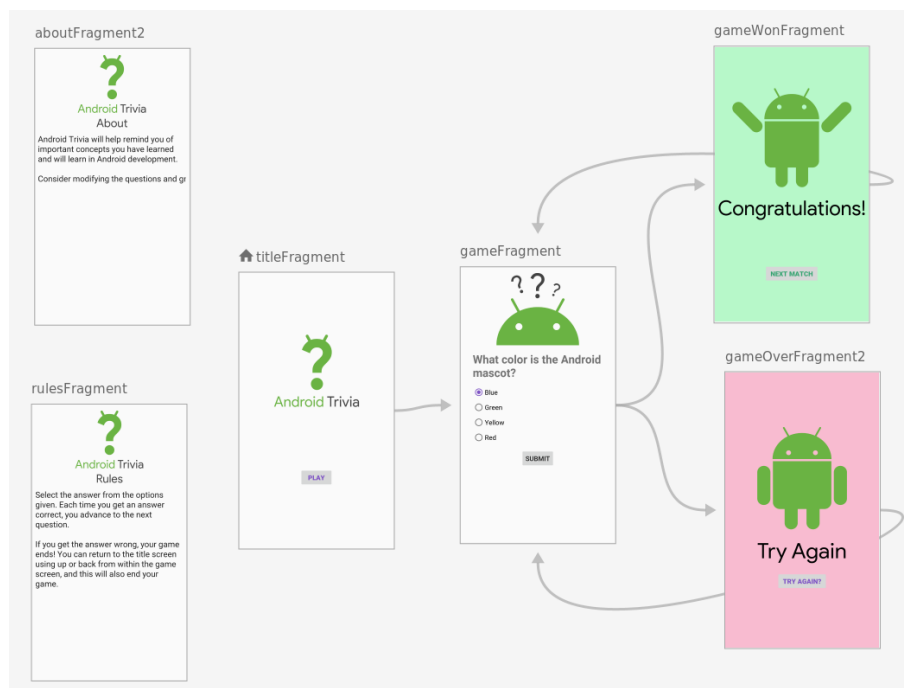 aboutFragment2
Android Trivia
About
Android Trivia will help remind you of
important concepts you have learned
and will learn in Android development.
Consider modifying the questions and gr
rulesFragment
Android Trivia
Rules
Select the answer from the options
given. Each time you get an answer
correct, you advance to the next
question.
If you get the answer wrong, your game
ends! You can return to the title screen
using up or back from within the game
screen, and this will also end your
game.
titleFragment
Android Trivia
PLAY
gameFragment
? ? ?
What color is the Android
mascot?
Blue
Green
Yellow
Red
SUBMIT
gameWonFragment
Congratulations!
NEXT MATCH
gameOverFragment2
Try Again
TRY AGAIN?